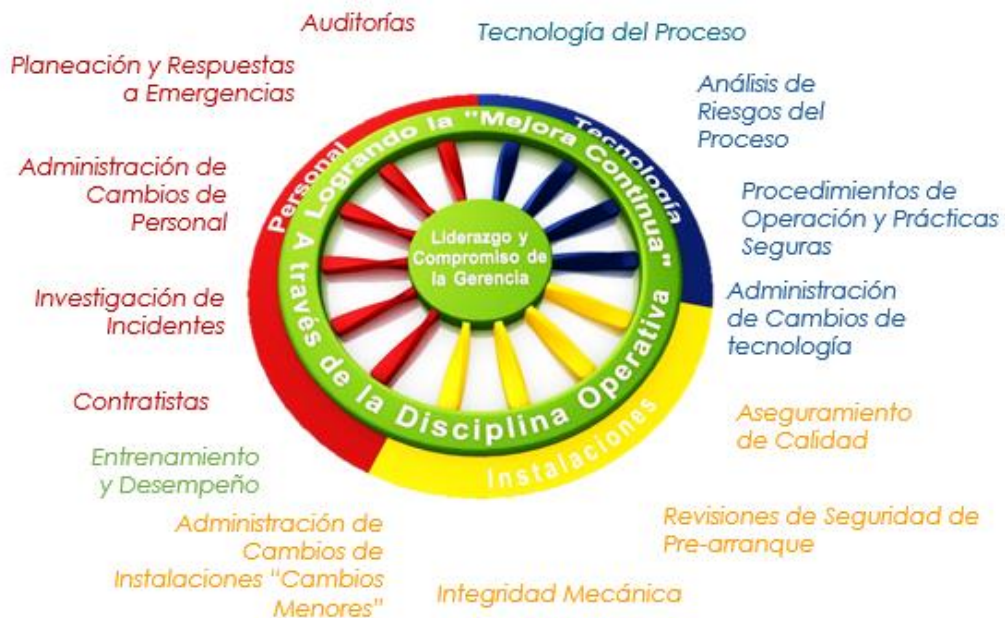 Auditorías
Tecnología del Proceso
Planeación y Respuestas
a Emergencias
Análisis de
Riesgos del
Proceso
Administración de
Cambios de
Personal
Procedimientos de
Operación y Prácticas
Seguras
Investigación de
Incidentes
Administración
de Cambios de
tecnología
Contratistas
Aseguramiento
de Calidad
Entrenamiento
y Desempeño
Revisiones de Seguridad de
Pre-arranque
Administración de
Cambios de
Instalaciones "Cambios
Menores"
Integridad Mecánica
Personal
Tecnología
Instalaciones
A través de la Disciplina Operativa
Logrando la "Mejora Continua"
Liderazgo y
Compromiso de
la Gerencia